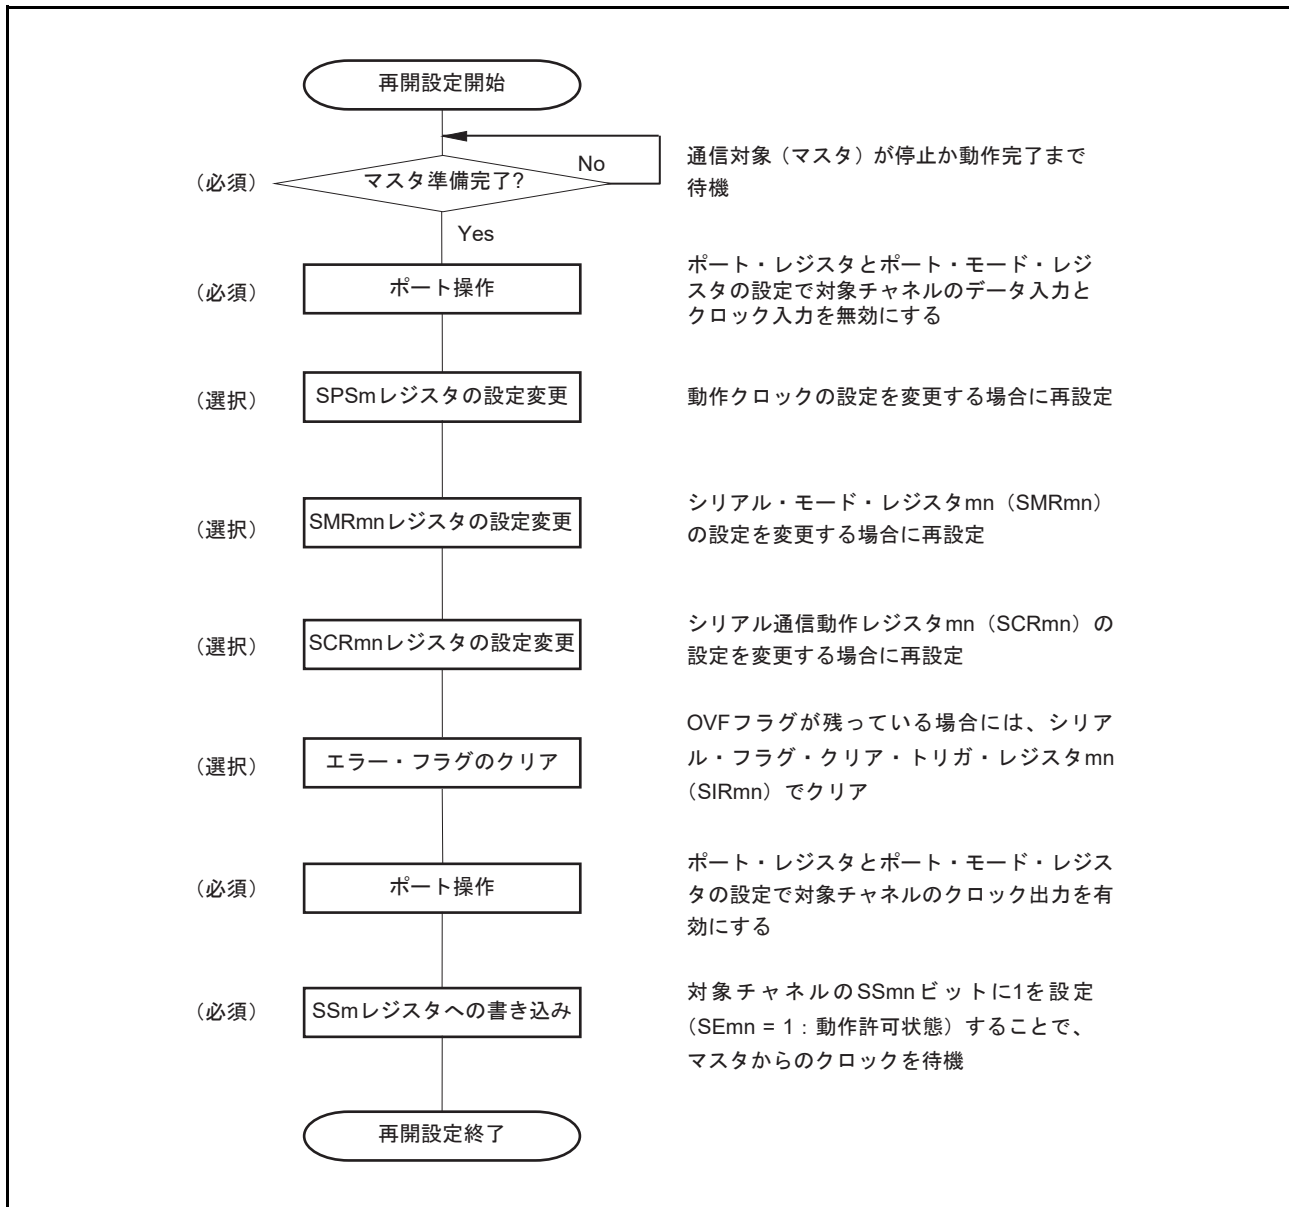 再開設定開始
No
通信対象（マスタ）が停止か動作完了まで
待機
（必須）
マスタ準備完了?
Yes
（必須）
ポート操作
ポート・レジスタとポート・モード・レジ
スタの設定で対象チャネルのデータ入力と
クロック入力を無効にする
（選択）
SPSmレジスタの設定変更
動作クロックの設定を変更する場合に再設定
（選択）
SMRmnレジスタの設定変更
シリアル・モード・レジスタmn（SMRmn）
の設定を変更する場合に再設定
（選択）
SCRmnレジスタの設定変更
シリアル通信動作レジスタmn（SCRmn）の
設定を変更する場合に再設定
（選択）
エラー・フラグのクリア
OVFフラグが残っている場合には、シリア
ル・フラグ・クリア・トリガ・レジスタmn
（SIRmn）でクリア
（必須）
ポート操作
ポート・レジスタとポート・モード・レジス
タの設定で対象チャネルのクロック出力を有
効にする
（必須）
SSmレジスタへの書き込み
対象チャネルのSSmnビットに1を設定
（SEmn = 1：動作許可状態）することで、
マスタからのクロックを待機
再開設定終了